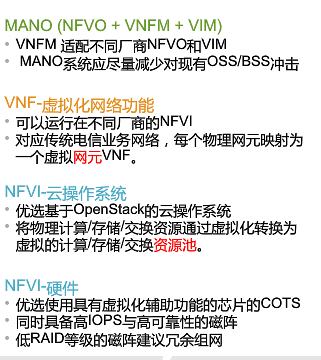 MANO (NFVO + VNFM + VIM)
• VNFM 适配不同厂商NFVO和VIM
• MANO系统应尽量减少对现有OSS/BSS冲击
VNF-虚拟化网络功能
• 可以运行在不同厂商的NFVI
• 对应传统电信业务网络，每个物理网元映射为
一个虚拟网元VNF。
NFVI-云操作系统
• 优选基于OpenStack的云操作系统
• 将物理计算/存储/交换资源通过虚拟化转换为
虚拟的计算/存储/交换资源池。
NFVI-硬件
• 优选使用具有虚拟化辅助功能的芯片的COTS
• 同时具备高IOPS与高可靠性的磁阵
• 低RAID等级的磁阵建议冗余组网